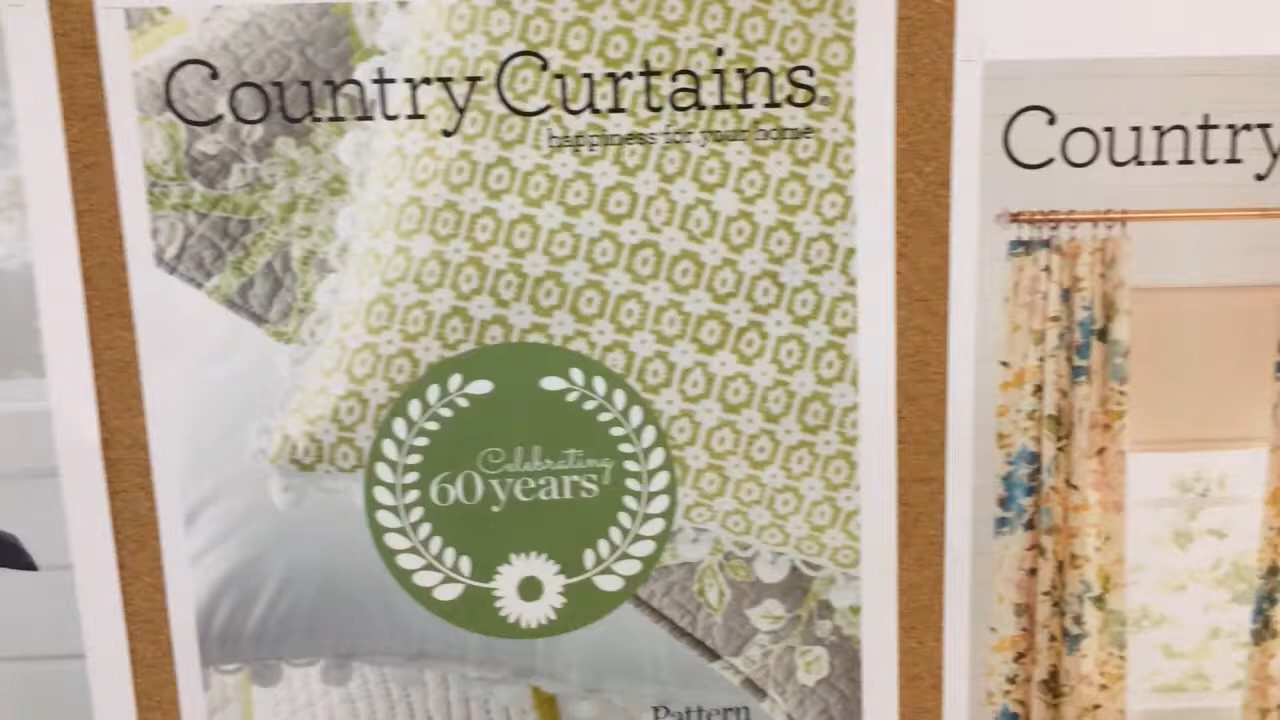 Country Curtains®
happiness for your home
Celebrating
60 years
Pattern
Country